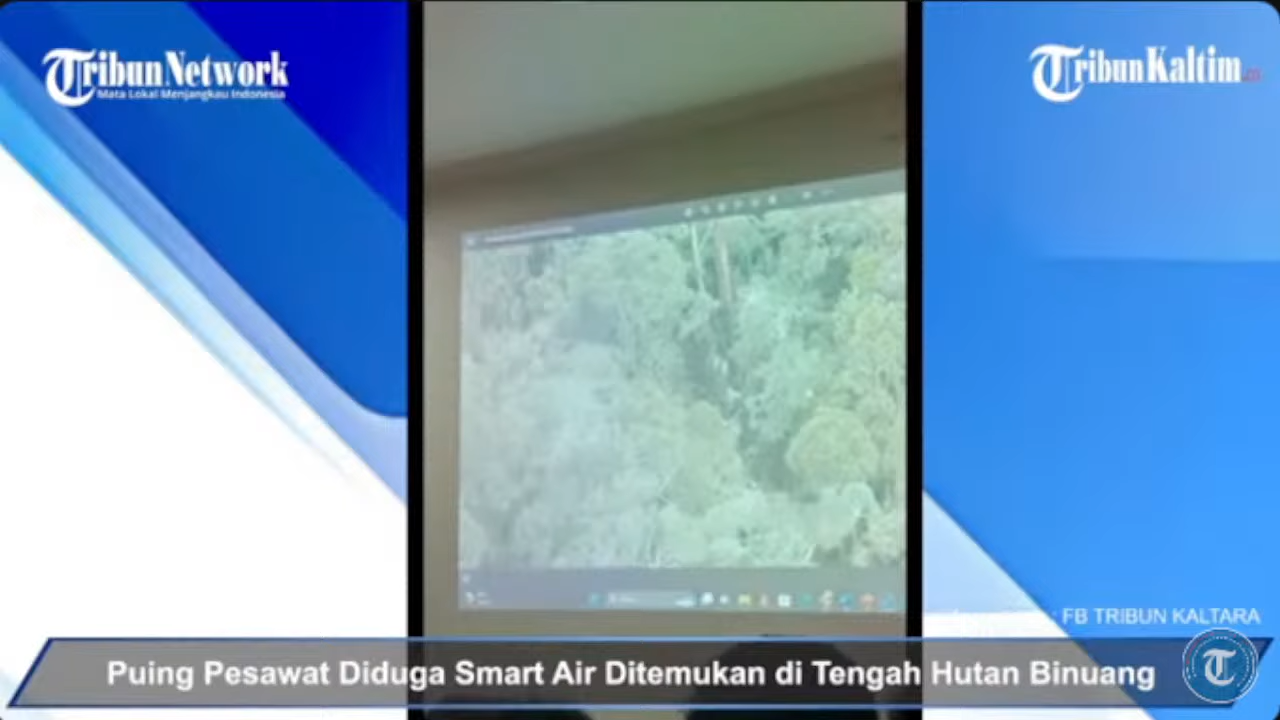 TribunNetwork
Mata Lokal Menjangkau Indonesia
TribunKaltim.co
: FB TRIBUN KALTARA
Puing Pesawat Diduga Smart Air Ditemukan di Tengah Hutan Binuang
T